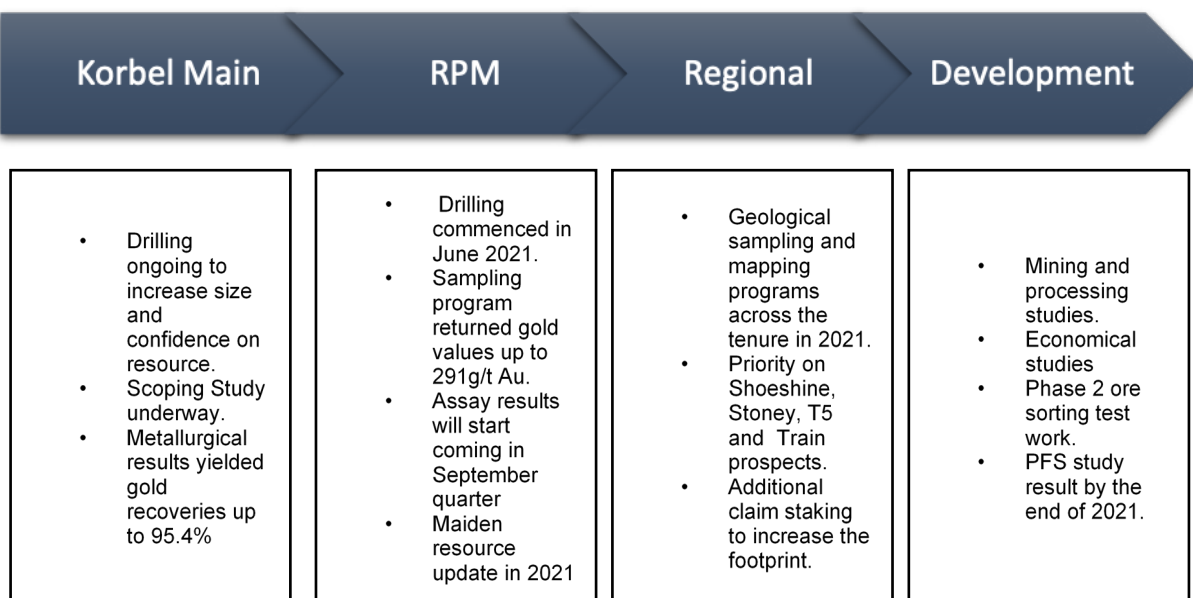 Korbel Main
RPM
Regional
Development
• Drilling
ongoing to
increase size
and
confidence on
resource.
• Scoping Study
underway.
• Metallurgical
results yielded
gold
recoveries up
to 95.4%
• Drilling
commenced in
June 2021.
• Sampling
program
returned gold
values up to
291g/t Au.
• Assay results
will start
coming in
September
quarter
• Maiden
resource
update in 2021
• Geological
sampling and
mapping
programs
across the
tenure in 2021.
• Priority on
Shoeshine,
Stoney, T5
and Train
prospects.
• Additional
claim staking
to increase the
footprint.
• Mining and
processing
studies.
• Economical
studies
• Phase 2 ore
sorting test
work.
• PFS study
result by the
end of 2021.